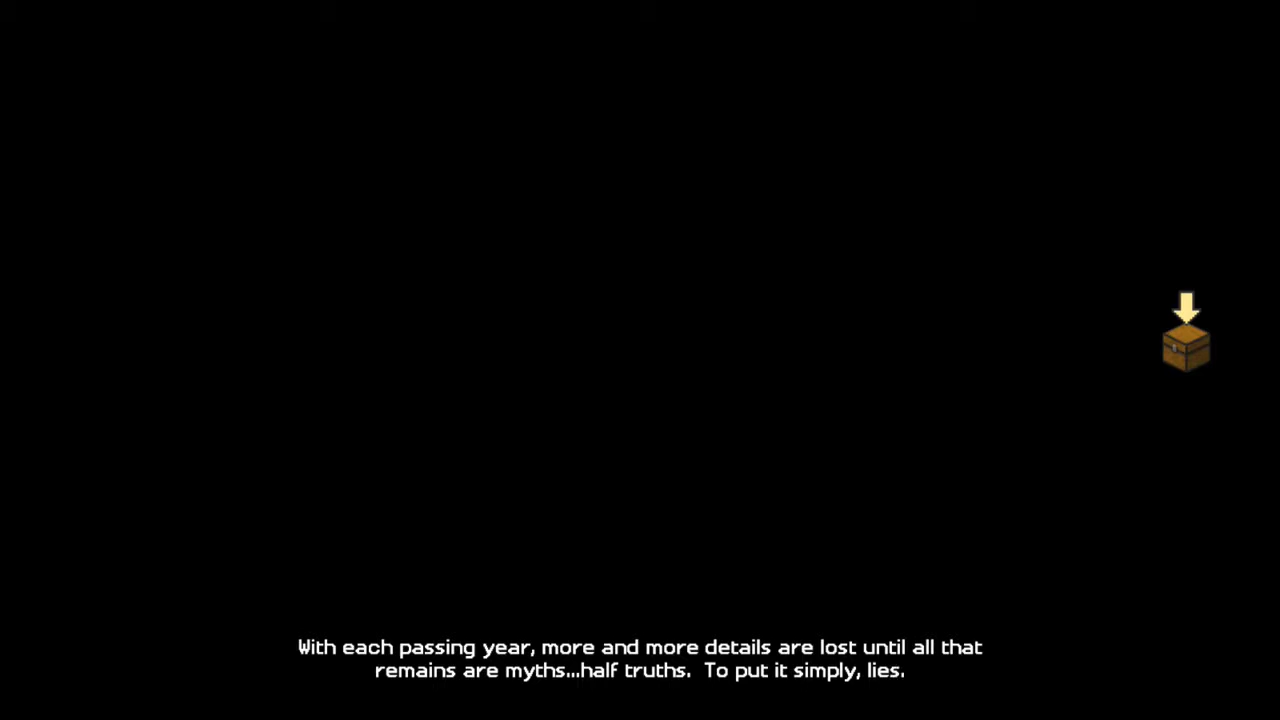 With each passing year, more and more details are lost until all that
remains are myths...half truths.  To put it simply, lies.